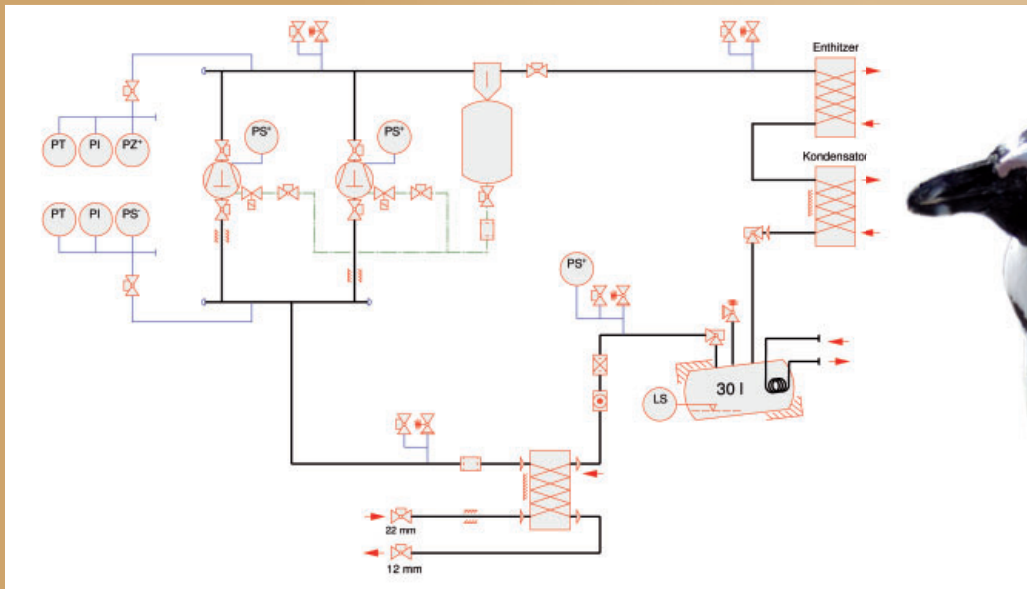 Enthitzer
PS⁺
PS⁺
PT
PI
PZ⁺
Kondensator
PT
PI
PS⁻
PS⁺
30 l
LS
22 mm
12 mm